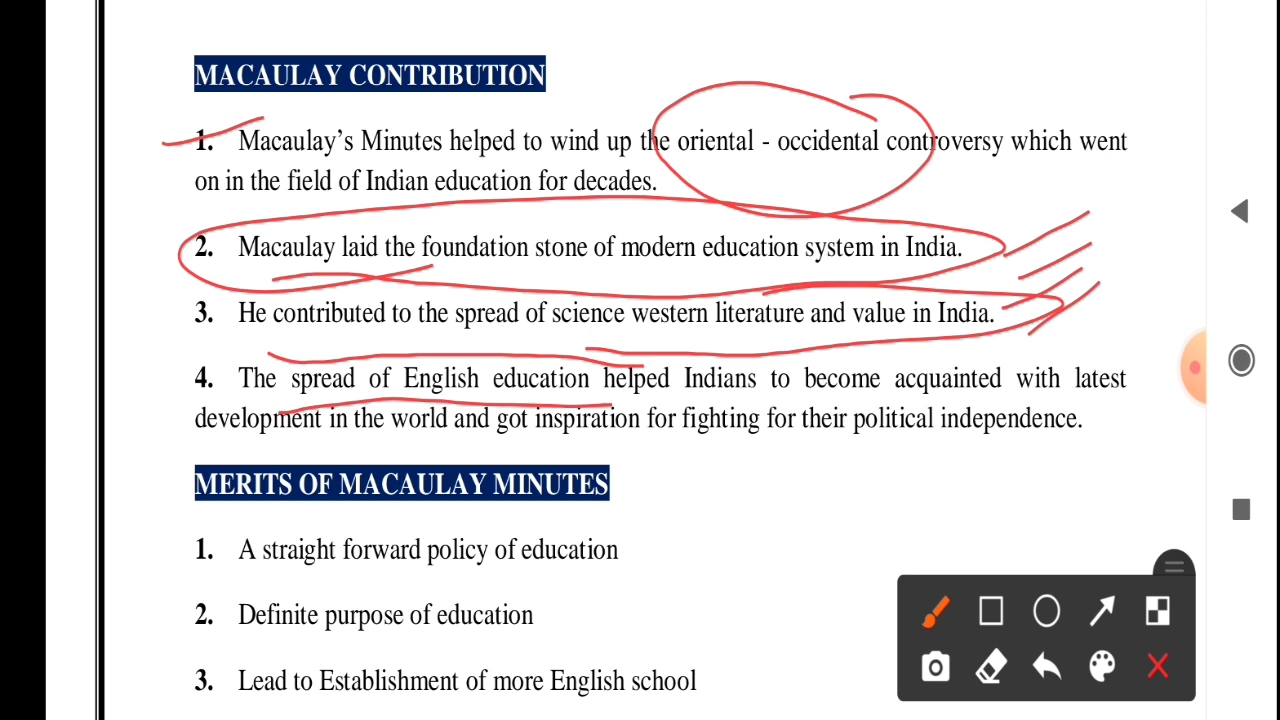 MACAULAY CONTRIBUTION
1. Macaulay's Minutes helped to wind up the oriental - occidental controversy which went
on in the field of Indian education for decades.
2. Macaulay laid the foundation stone of modern education system in India.
3. He contributed to the spread of science western literature and value in India.
4. The spread of English education helped Indians to become acquainted with latest
development in the world and got inspiration for fighting for their political independence.
MERITS OF MACAULAY MINUTES
1. A straight forward policy of education
2. Definite purpose of education
3. Lead to Establishment of more English school